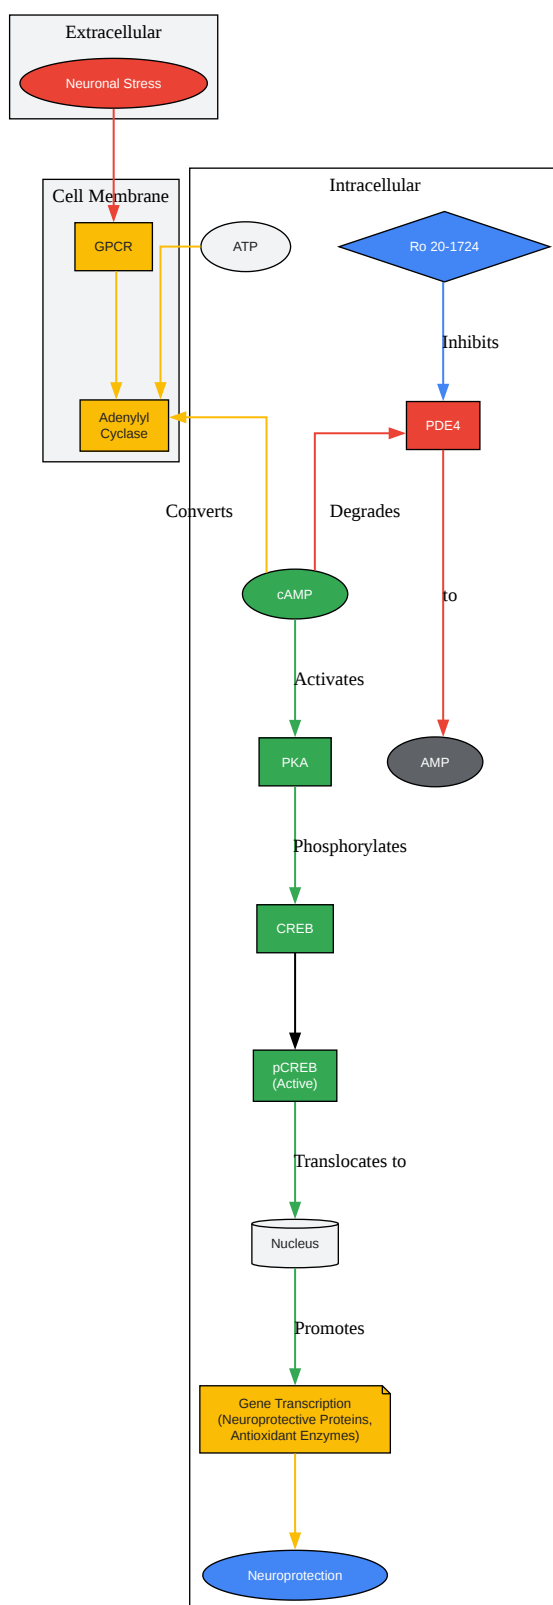 Extracellular
Neuronal Stress
Cell Membrane
Intracellular
GPCR
ATP
Ro 20-1724
Inhibits
Adenylyl
Cyclase
PDE4
Converts
Degrades
cAMP
to
Activates
PKA
AMP
Phosphorylates
CREB
pCREB
(Active)
Translocates to
Nucleus
Promotes
Gene Transcription
(Neuroprotective Proteins,
Antioxidant Enzymes)
Neuroprotection